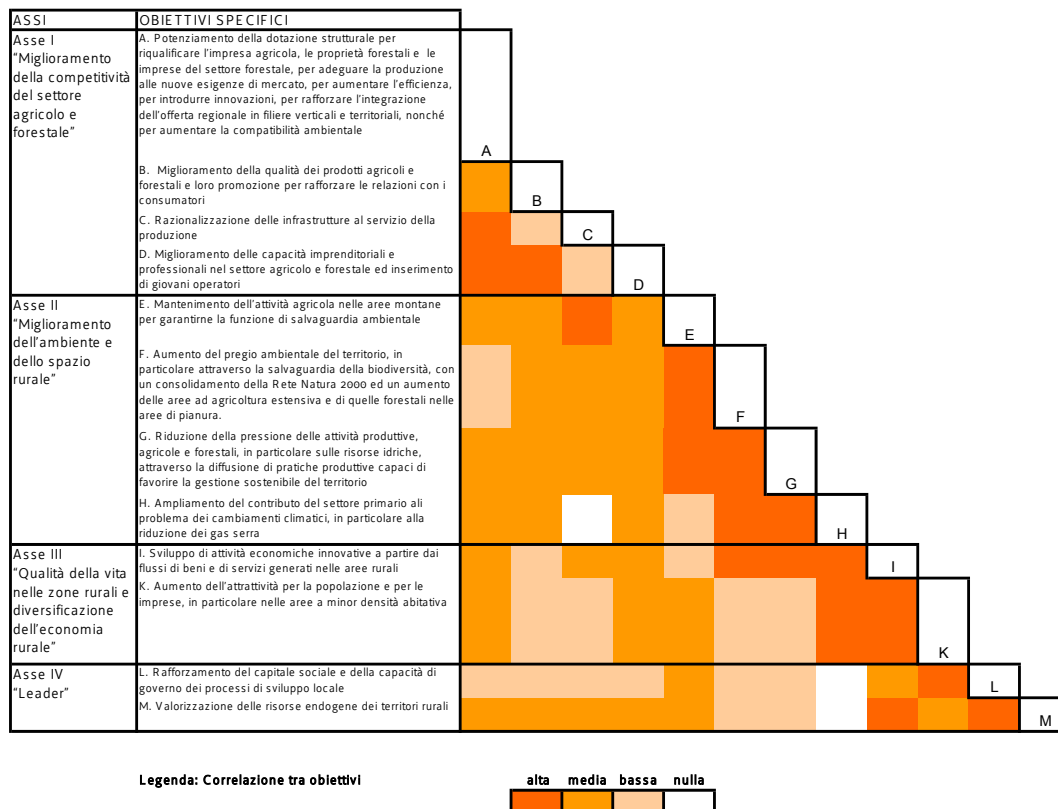 ASSI OBIETTIVI SPECIFICI
Asse I
“Miglioramento
della competitività
del settore
agricolo e
forestale”
A. Potenziamento della dotazione strutturale per
riqualificare l'impresa agricola, le proprietà forestali e le
imprese del settore forestale, per adeguare la produzione
alle nuove esigenze di mercato, per aumentare l'efficienza,
per introdurre innovazioni, per rafforzare l'integrazione
dell'offerta regionale in filiere verticali e territoriali, nonché
per aumentare la compatibilità ambientale
A
B. Miglioramento della qualità dei prodotti agricoli e
forestali e loro promozione per rafforzare le relazioni con i
consumatori
B
C. Razionalizzazione delle infrastrutture al servizio della
produzione
C
D. Miglioramento delle capacità imprenditoriali e
professionali nel settore agricolo e forestale ed inserimento
di giovani operatori
D
Asse II
“Miglioramento
dell'ambiente e
dello spazio
rurale”
E. Mantenimento dell'attività agricola nelle aree montane
per garantirne la funzione di salvaguardia ambientale
E
F. Aumento del pregio ambientale del territorio, in
particolare attraverso la salvaguardia della biodiversità, con
un consolidamento della Rete Natura 2000 ed un aumento
delle aree ad agricoltura estensiva e di quelle forestali nelle
aree di pianura.
F
G. Riduzione della pressione delle attività produttive,
agricole e forestali, in particolare sulle risorse idriche,
attraverso la diffusione di pratiche produttive capaci di
favorire la gestione sostenibile del territorio
G
H. Ampliamento del contributo del settore primario ali
problema dei cambiamenti climatici, in particolare alla
riduzione dei gas serra
H
Asse III
“Qualità della vita
nelle zone rurali e
diversificazione
dell'economia
rurale”
I. Sviluppo di attività economiche innovative a partire dai
flussi di beni e di servizi generati nelle aree rurali
I
K. Aumento dell'attrattività per la popolazione e per le
imprese, in particolare nelle aree a minor densità abitativa
K
Asse IV
“Leader”
L. Rafforzamento del capitale sociale e della capacità di
governo dei processi di sviluppo locale
L
M. Valorizzazione delle risorse endogene dei territori rurali
M
Legenda: Correlazione tra obiettivi
alta media bassa nulla